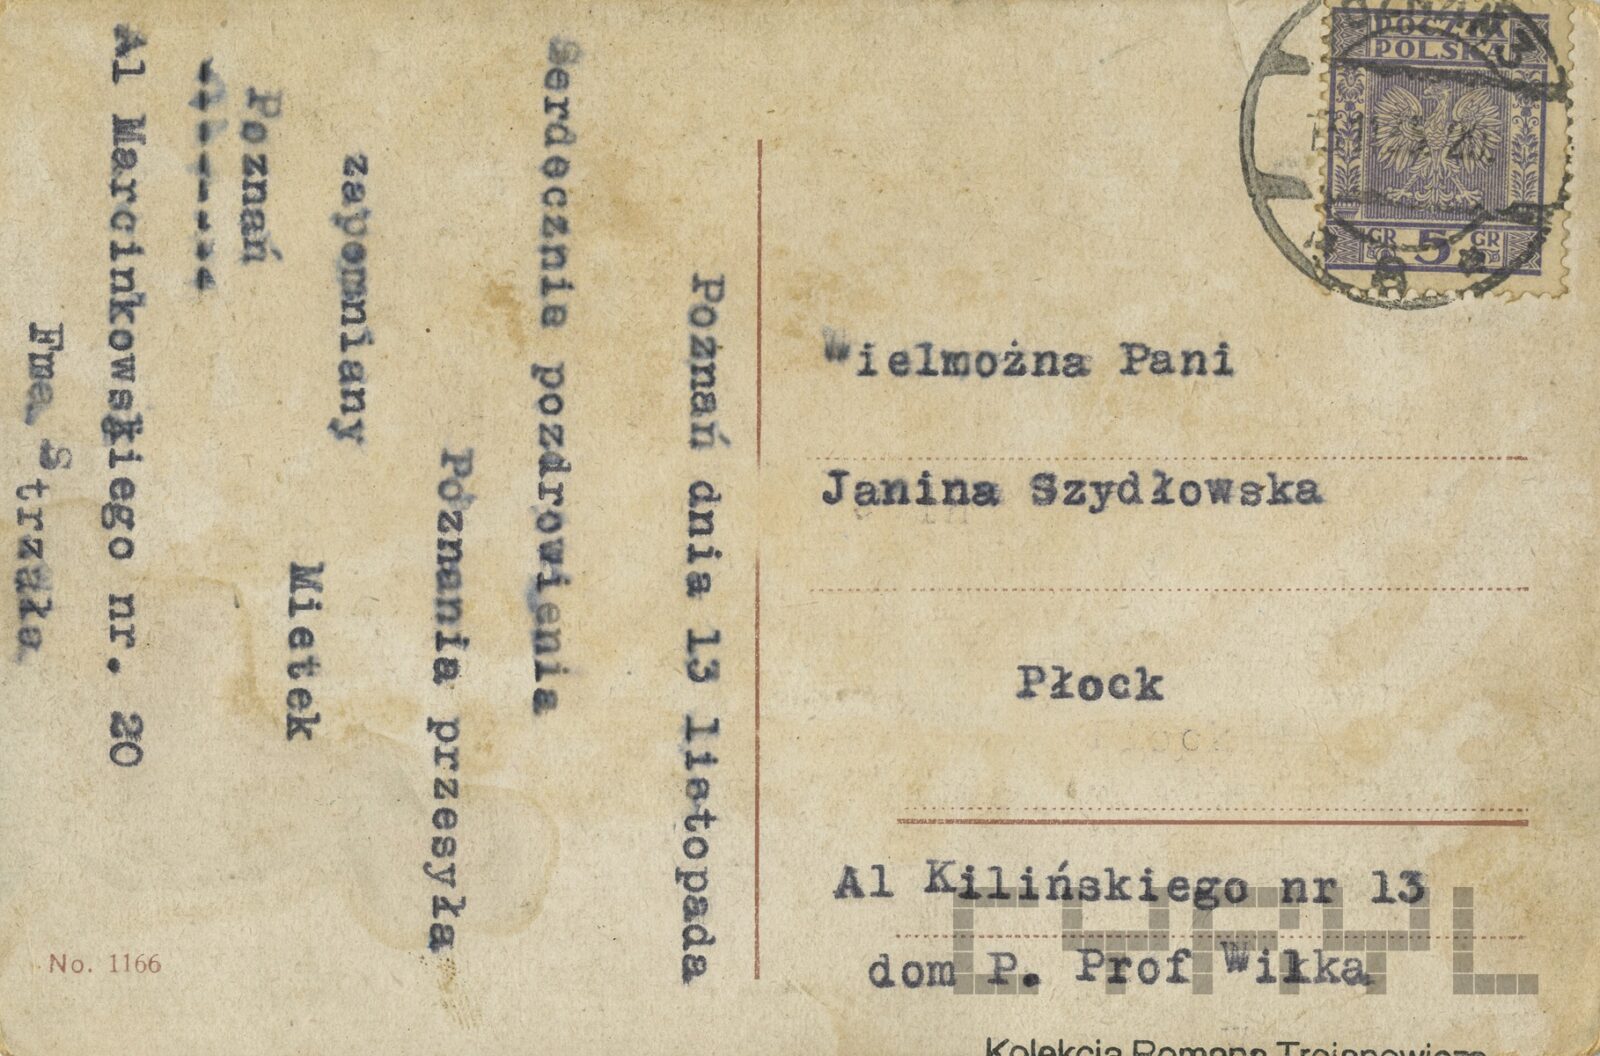 POCZTA
POLSKA
GR 5 GR
Wielmożna Pani
Janina Szydłowska
Płock
Al Kilińskiego nr 13
dom P. Prof Wilka
Poznań dnia 13 listopada
Serdecznie pozdrowienia
Poznania przesyła
zapomniany
Mietek
Poznań
Al Marcinkowskiego nr. 20
Fma Strzała
No. 1166
CYRYL
Kolekcja Romana Trojanowicza